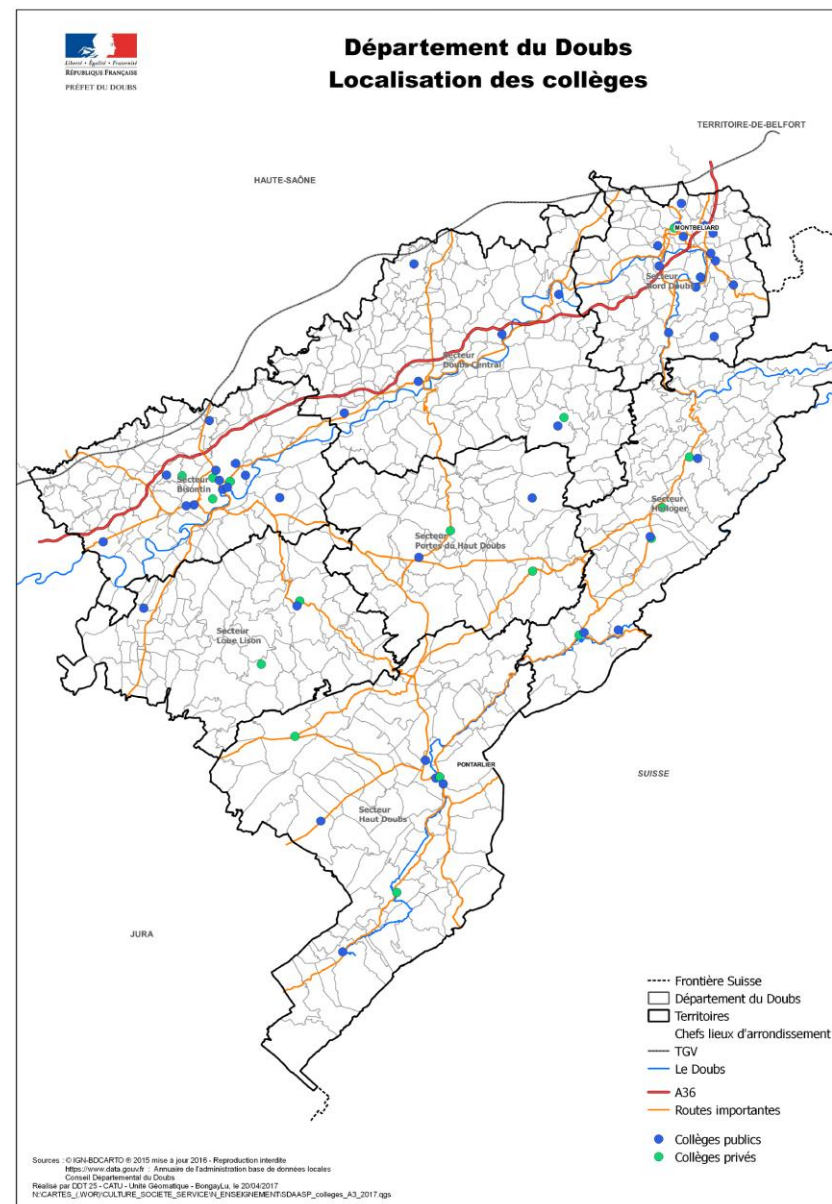 Département du Doubs
Localisation des collèges
Liberté • Égalité • Fraternité
RÉPUBLIQUE FRANÇAISE
PRÉFET DU DOUBS
TERRITOIRE-DE-BELFORT
HAUTE-SAÔNE
MONTBELIARD
Secteur
Nord Doubs
Secteur
Doubs Central
Secteur
Bisontin
Secteur
Horloger
Secteur
Portes du Haut Doubs
Secteur
Loue Lison
PONTARLIER
SUISSE
Secteur
Haut Doubs
JURA
Frontière Suisse
Département du Doubs
Territoires
Chefs lieux d'arrondissement
TGV
Le Doubs
A36
Routes importantes
Collèges publics
Collèges privés
Sources : © IGN-BDCARTO ® 2015 mise à jour 2016 - Reproduction interdite
https://www.data.gouv.fr : Annuaire de l'administration base de données locales
Conseil Départemental du Doubs
Réalisé par DDT 25 - CATU - Unité Géomatique - BongayLu, le 20/04/2017